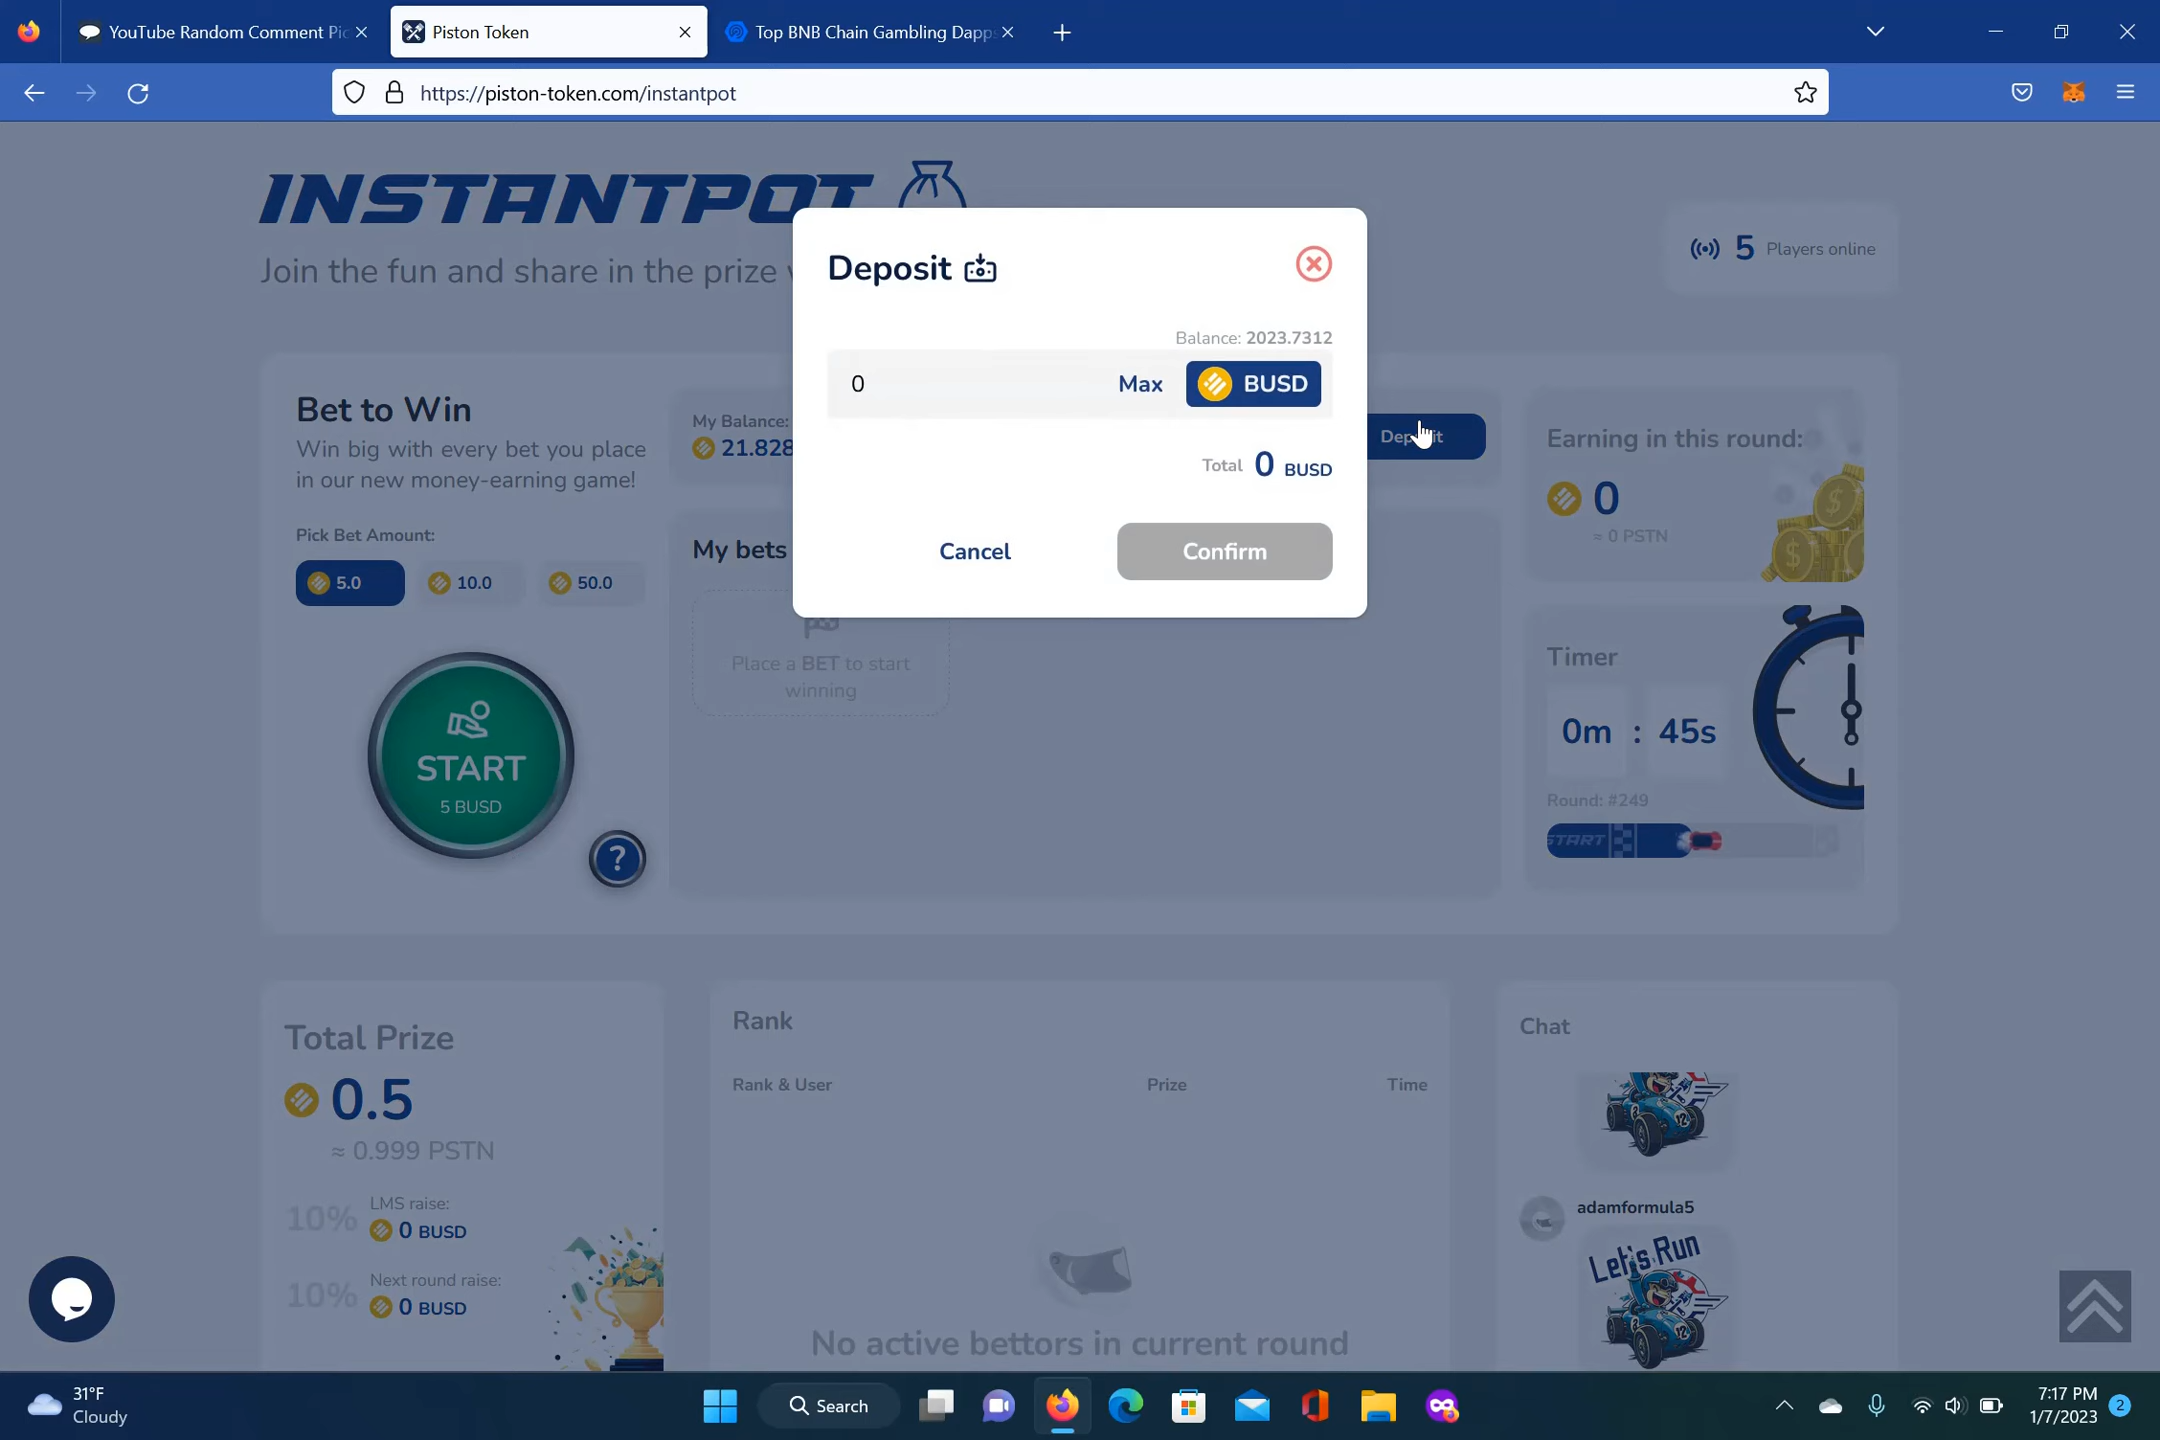 YouTube Random Comment Pic
Piston Token
Top BNB Chain Gambling Dapps
https://piston-token.com/instantpot
INSTANTPOT
Join the fun and share in the prize
5 Players online
Deposit
Balance: 2023.7312
0
Max
BUSD
Total 0 BUSD
Cancel
Confirm
Bet to Win
Win big with every bet you place
in our new money-earning game!
Pick Bet Amount:
5.0
10.0
50.0
START
5 BUSD
?
My Balance:
21.828
My bets
Place a BET to start
winning
Earning in this round:
0
≈ 0 PSTN
Timer
0m : 45s
Round: #249
START
Total Prize
0.5
≈ 0.999 PSTN
10%
LMS raise:
0 BUSD
10%
Next round raise:
0 BUSD
Rank
Rank & User
Prize
Time
No active bettors in current round
Chat
12
adamformula5
Let's Run
12
31°F
Cloudy
Search
7:17 PM
1/7/2023
2